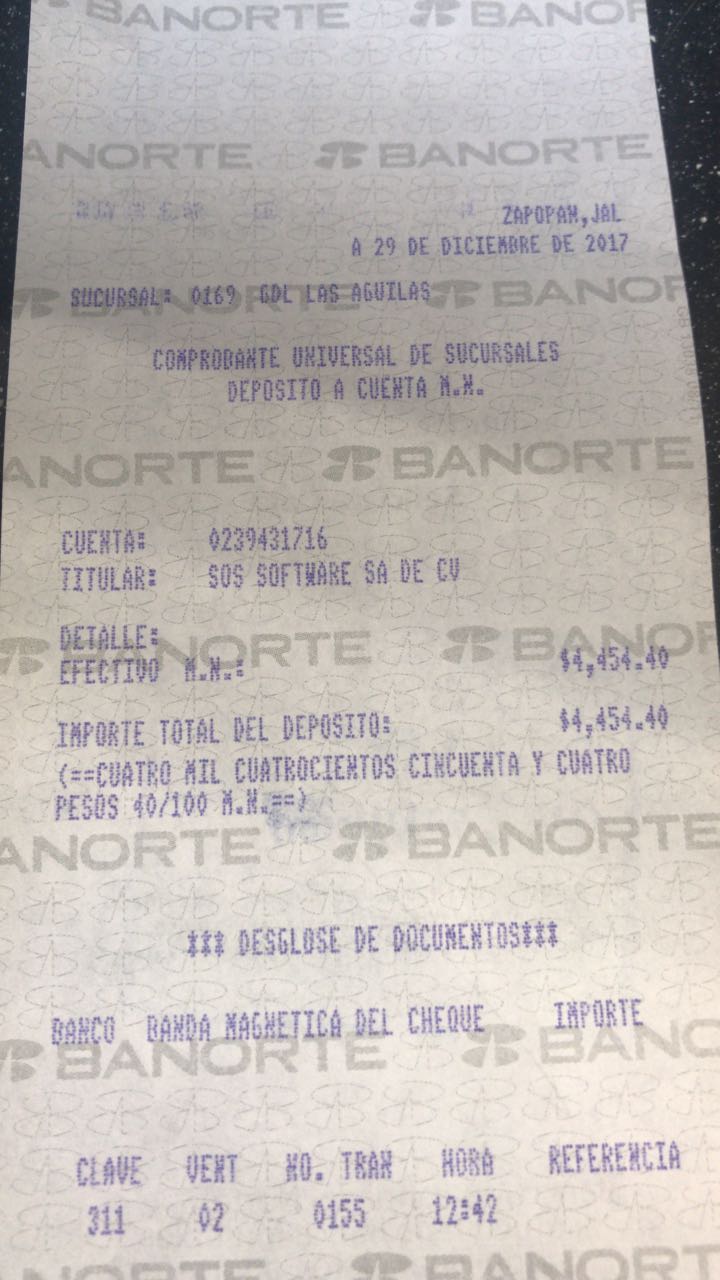 BANORTE BANORTE
BANORTE BANORTE
ZAPOPAN,JAL
A 29 DE DICIEMBRE DE 2017
SUCURSAL: 0169 GDL LAS AGUILAS
BANORTE
COMPROBANTE UNIVERSAL DE SUCURSALES
DEPOSITO A CUENTA M.N.
BANORTE BANORTE
CUENTA: 0239431716
TITULAR: SOS SOFTWARE SA DE CV
DETALLE:
BANORTE BANORTE
EFECTIVO M.N.: $4,454.40
IMPORTE TOTAL DEL DEPOSITO: $4,454.40
(==CUATRO MIL CUATROCIENTOS CINCUENTA Y CUATRO
PESOS 40/100 M.N.==)
BANORTE BANORTE
*** DESGLOSE DE DOCUMENTOS***
BANCO BANDA MAGNETICA DEL CHEQUE IMPORTE
BANORTE BANORTE
CLAVE VENT NO. TRAN HORA REFERENCIA
311 02 0155 12:42
BANORTE BANORTE